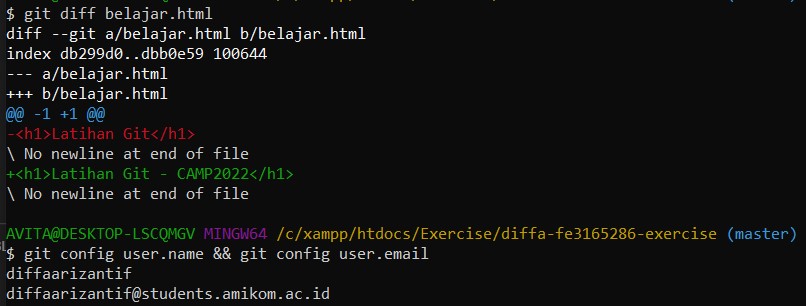 $ git diff belajar.html
diff --git a/belajar.html b/belajar.html
index db299d0..dbb0e59 100644
--- a/belajar.html
+++ b/belajar.html
@@ -1 +1 @@
-<h1>Latihan Git</h1>
\ No newline at end of file
+<h1>Latihan Git - CAMP2022</h1>
\ No newline at end of file
AVITA@DESKTOP-LSCQMGV MINGW64 /c/xampp/htdocs/Exercise/diffa-fe3165286-exercise (master)
$ git config user.name && git config user.email
diffaarizantif
diffaarizantif@students.amikom.ac.id